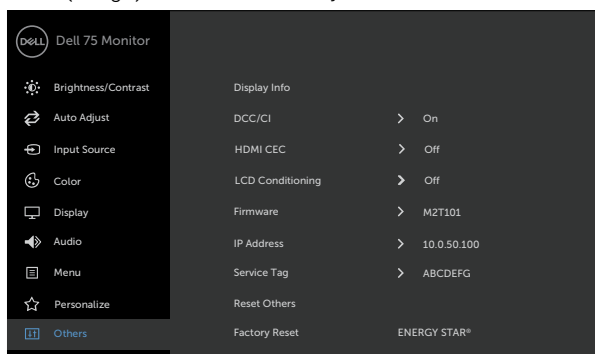 DELL Dell 75 Monitor
Brightness/Contrast
Auto Adjust
Input Source
Color
Display
Audio
Menu
Personalize
Others
Display Info
DCC/CI > On
HDMI CEC > Off
LCD Conditioning > Off
Firmware > M2T101
IP Address > 10.0.50.100
Service Tag > ABCDEFG
Reset Others
Factory Reset ENERGY STAR®